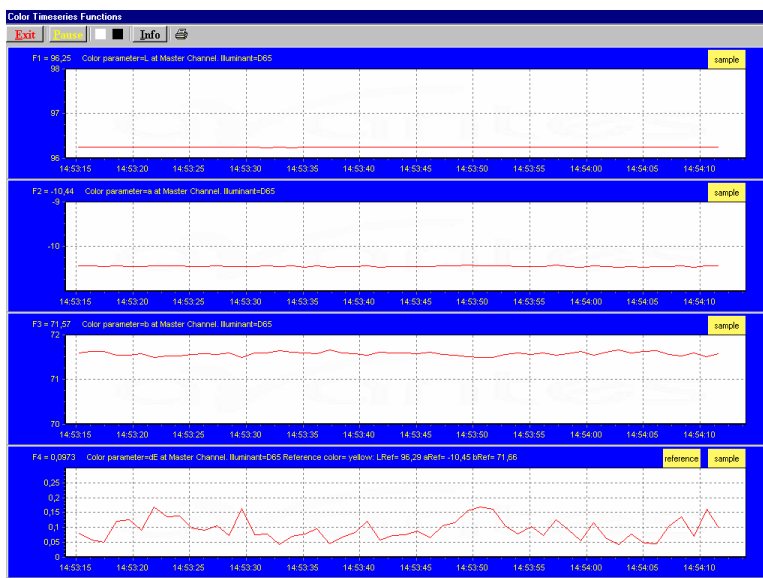 Color Timeseries Functions
Exit Pause Info
F1 = 96,25 Color parameter=L at Master Channel. Illuminant=D65 sample
98
97
96
14:53:15 14:53:20 14:53:25 14:53:30 14:53:35 14:53:40 14:53:45 14:53:50 14:53:55 14:54:00 14:54:05 14:54:10
F2 = -10,44 Color parameter=a at Master Channel. Illuminant=D65 sample
-9
-10
14:53:15 14:53:20 14:53:25 14:53:30 14:53:35 14:53:40 14:53:45 14:53:50 14:53:55 14:54:00 14:54:05 14:54:10
F3 = 71,57 Color parameter=b at Master Channel. Illuminant=D65 sample
72
71
70
14:53:15 14:53:20 14:53:25 14:53:30 14:53:35 14:53:40 14:53:45 14:53:50 14:53:55 14:54:00 14:54:05 14:54:10
F4 = 0,0973 Color parameter=dE at Master Channel. Illuminant=D65 Reference color= yellow: LRef= 96,29 aRef= -10,45 bRef= 71,66 reference sample
0,25
0,2
0,15
0,1
0,05
0
14:53:15 14:53:20 14:53:25 14:53:30 14:53:35 14:53:40 14:53:45 14:53:50 14:53:55 14:54:00 14:54:05 14:54:10